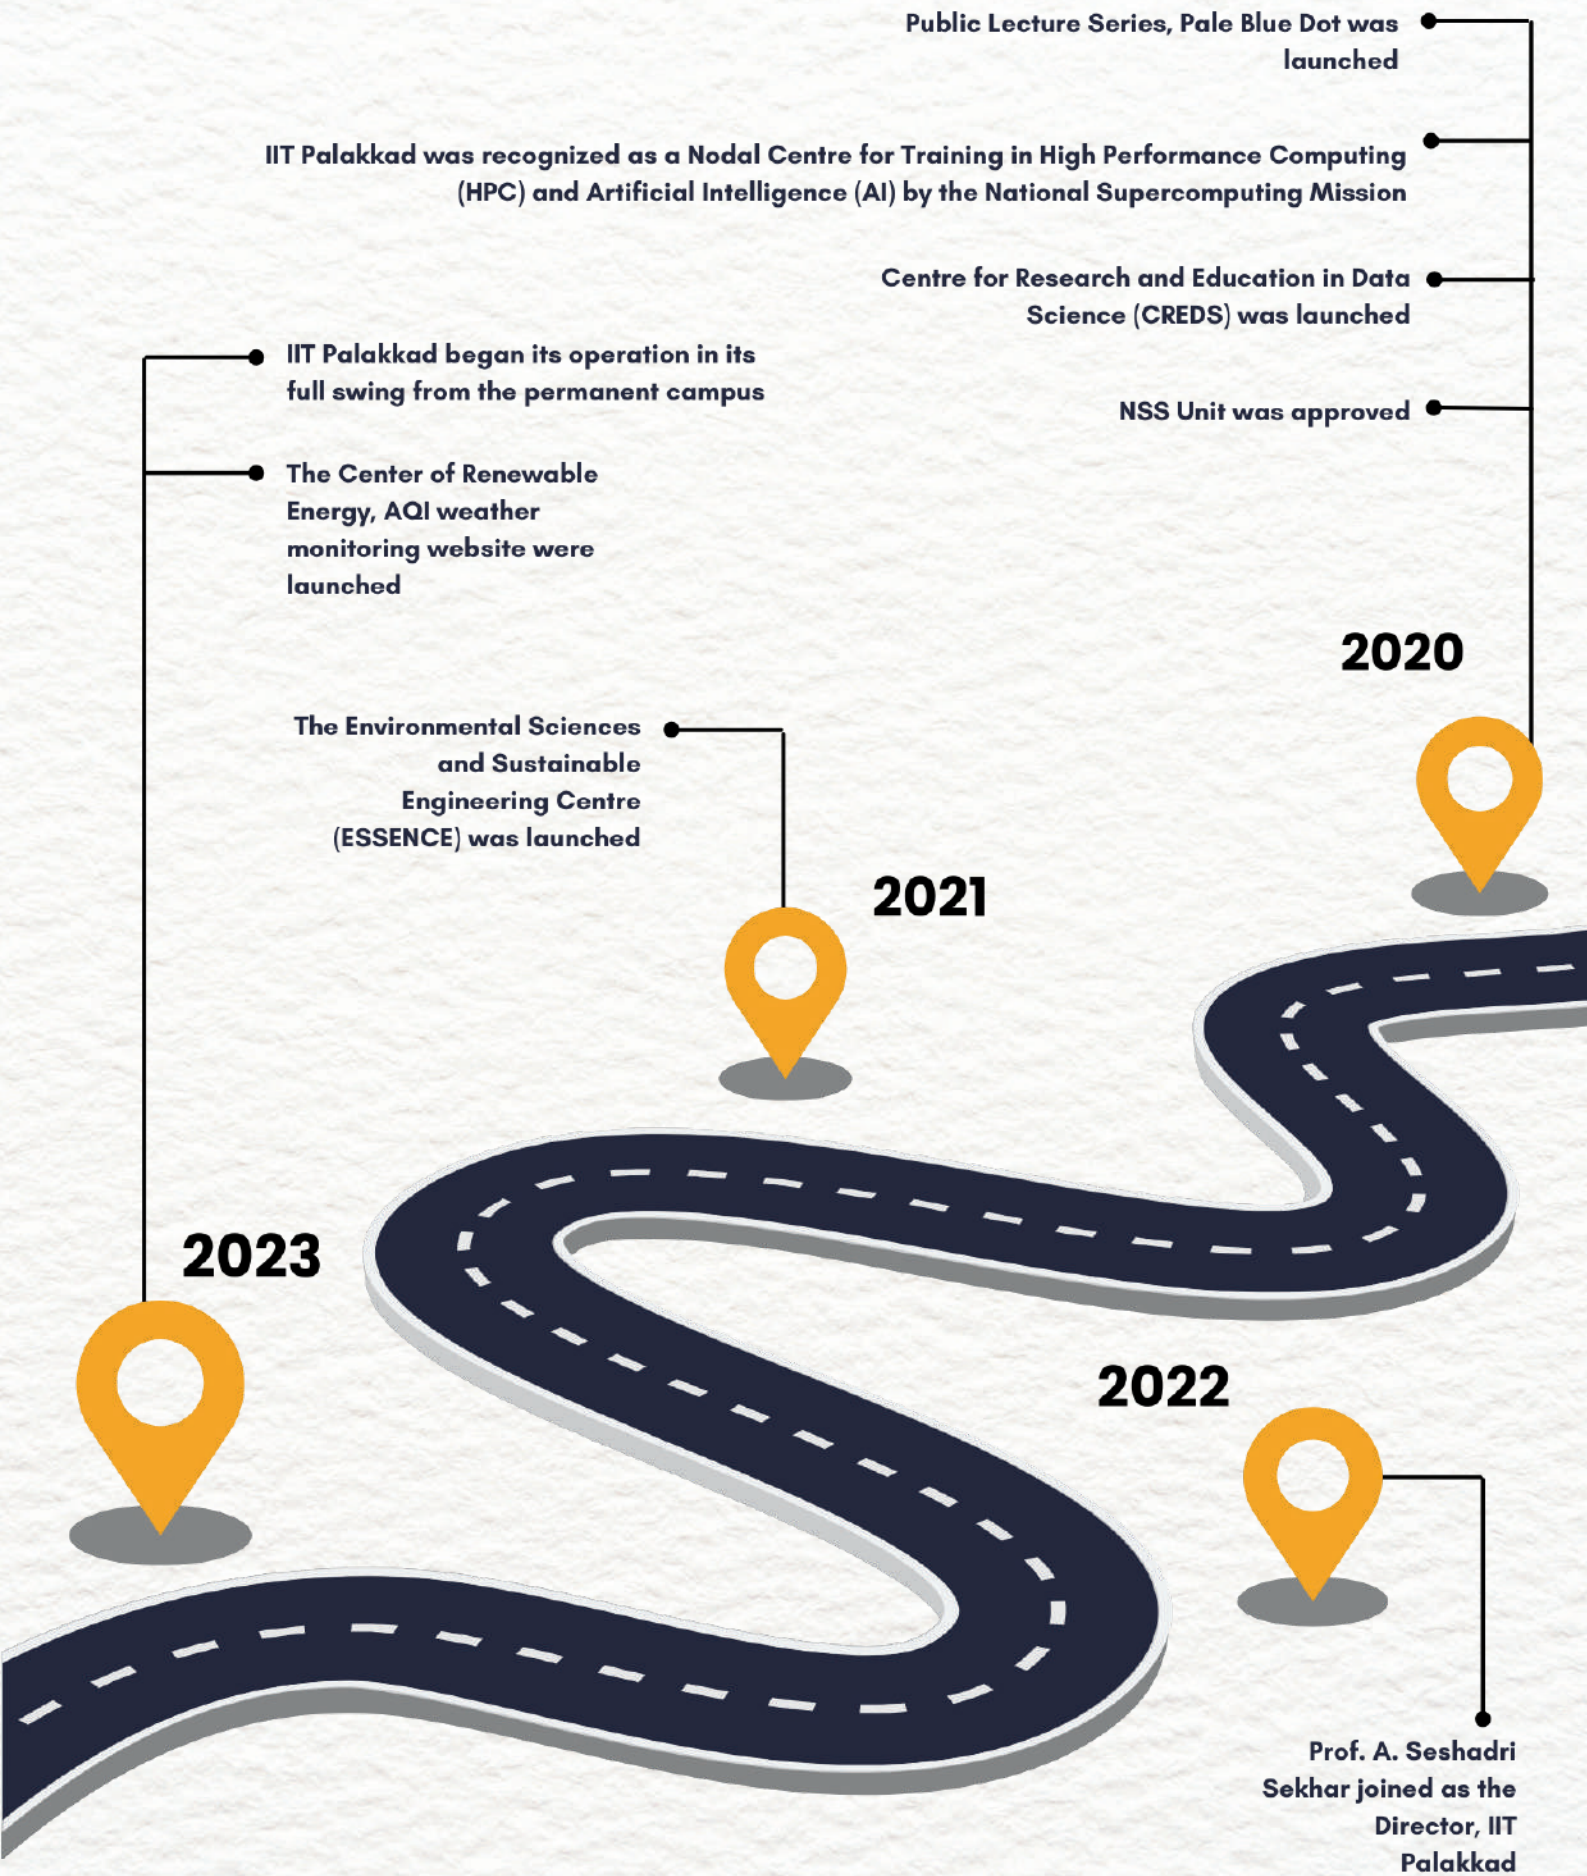 Public Lecture Series, Pale Blue Dot was
launched
IIT Palakkad was recognized as a Nodal Centre for Training in High Performance Computing
(HPC) and Artificial Intelligence (AI) by the National Supercomputing Mission
Centre for Research and Education in Data
Science (CREDS) was launched
NSS Unit was approved
2020
IIT Palakkad began its operation in its
full swing from the permanent campus
The Center of Renewable
Energy, AQI weather
monitoring website were
launched
The Environmental Sciences
and Sustainable
Engineering Centre
(ESSENCE) was launched
2021
2023
2022
Prof. A. Seshadri
Sekhar joined as the
Director, IIT
Palakkad